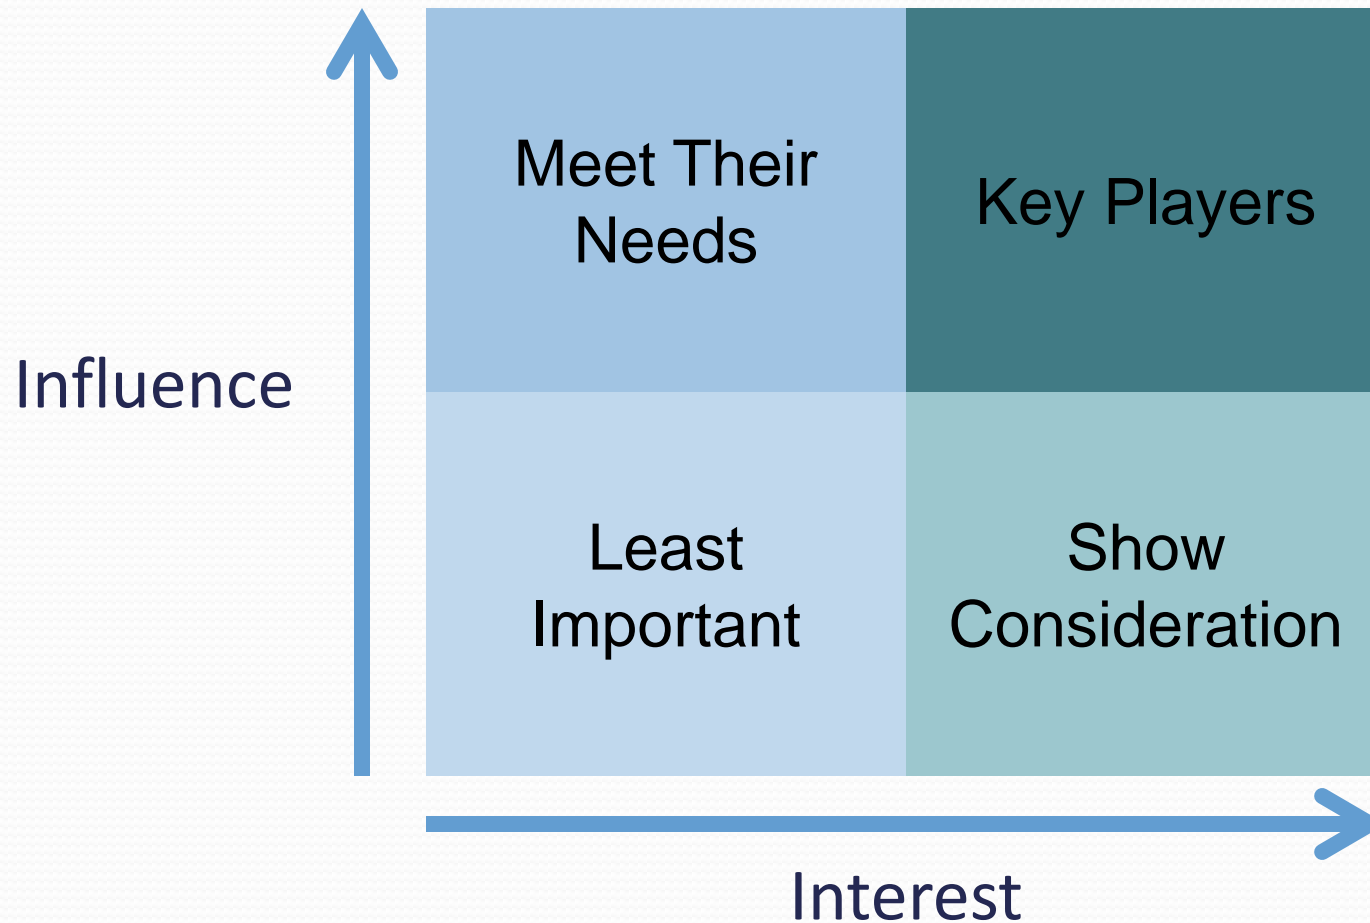 Meet Their
Needs
Key Players
Influence
Least
Important
Show
Consideration
Interest